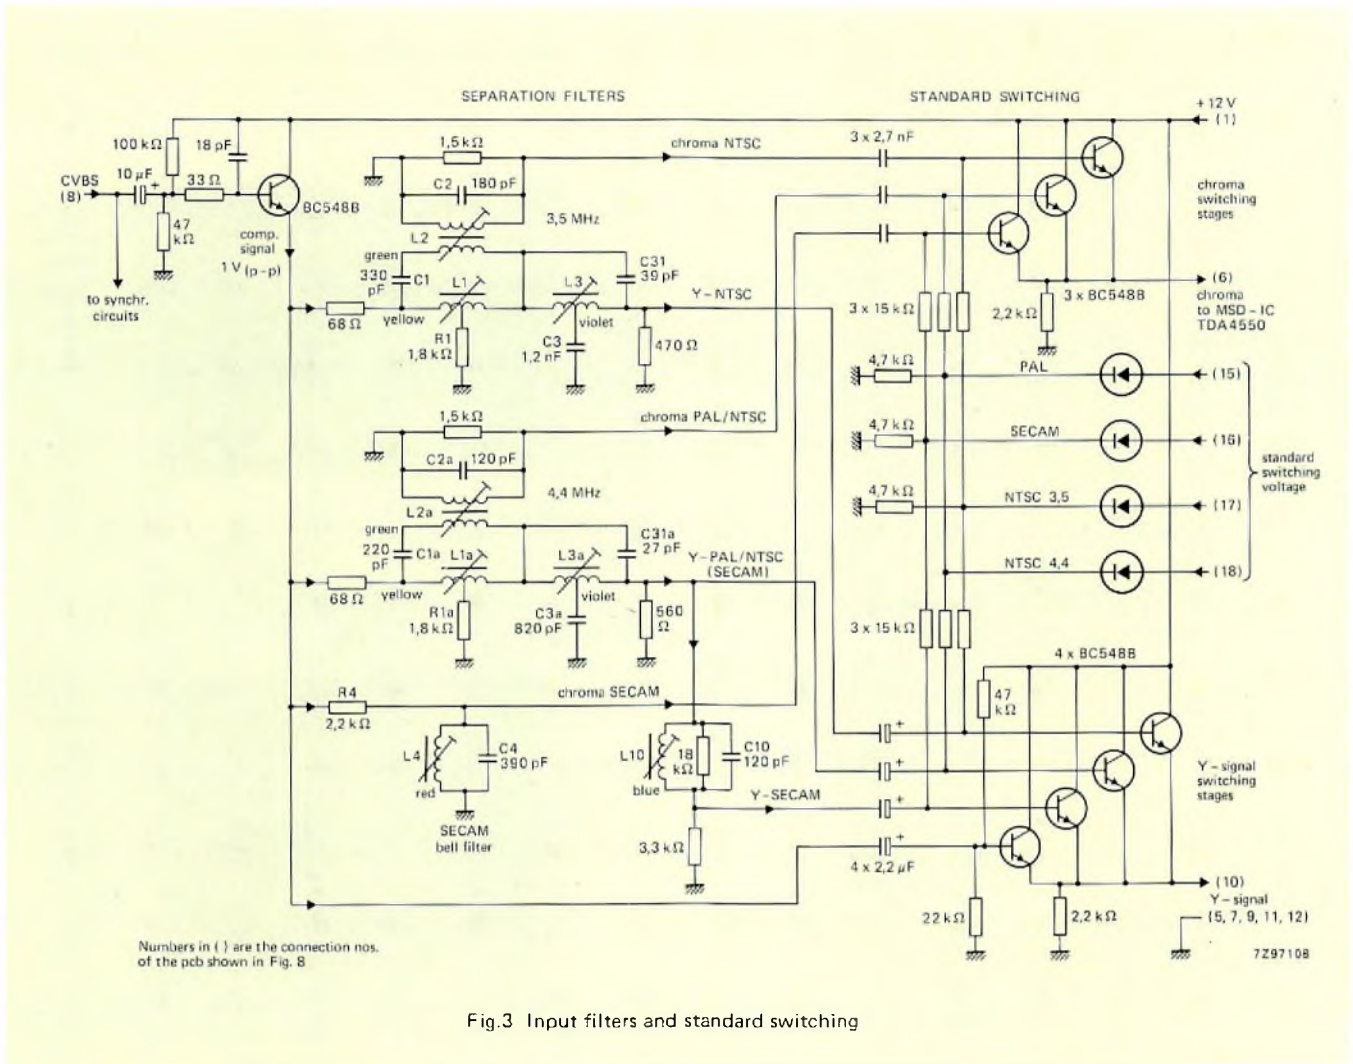 SEPARATION FILTERS
STANDARD SWITCHING
+12 V
(1)
100 kΩ
18 pF
1,5 kΩ
chroma NTSC
3 x 2,7 nF
CVBS
(8)
10 µF
+
33 Ω
C2
180 pF
chroma
switching
stages
BC548B
47
kΩ
comp.
signal
1 V (p-p)
3,5 MHz
L2
green
330
pF
C1
L1
L3
C31
39 pF
Y-NTSC
(6)
chroma
to MSD-IC
TDA4550
3 x BC548B
to synchr.
circuits
68 Ω
yellow
violet
3 x 15 kΩ
2,2 kΩ
R1
1,8 kΩ
C3
1,2 nF
470 Ω
4,7 kΩ
PAL
(15)
1,5 kΩ
chroma PAL/NTSC
4,7 kΩ
SECAM
(16)
C2a
120 pF
standard
switching
voltage
4,4 MHz
4,7 kΩ
NTSC 3,5
(17)
L2a
green
220
pF
C1a
L1a
L3a
C31a
27 pF
Y-PAL/NTSC
(SECAM)
NTSC 4,4
(18)
68 Ω
yellow
violet
R1a
1,8 kΩ
C3a
820 pF
560
Ω
3 x 15 kΩ
4 x BC548B
R4
2,2 kΩ
chroma SECAM
47
kΩ
L4
red
C4
390 pF
L10
blue
18
kΩ
C10
120 pF
+
+
Y-signal
switching
stages
SECAM
bell filter
Y-SECAM
+
3,3 kΩ
+
4 x 2,2 µF
(10)
Y-signal
(5, 7, 9, 11, 12)
22 kΩ
2,2 kΩ
Numbers in ( ) are the connection nos.
of the pcb shown in Fig. 8
7Z97108
Fig.3 Input filters and standard switching